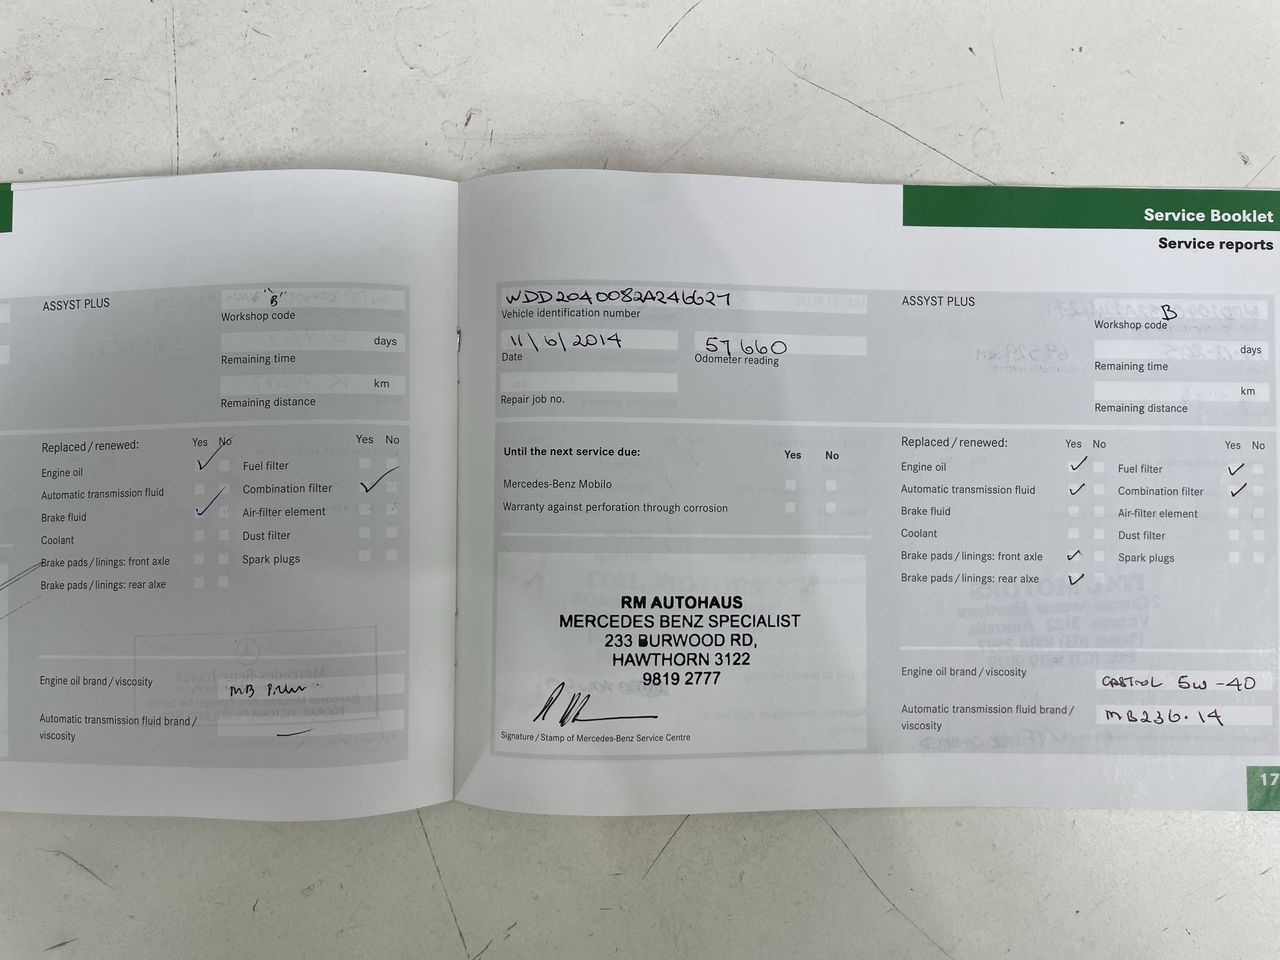 Service Booklet
Service reports
ASSYST PLUS
"B"
Workshop code
days
Remaining time
km
Remaining distance
Replaced / renewed:
Yes No
Yes No
Engine oil
Fuel filter
Automatic transmission fluid
Combination filter
Brake fluid
Air-filter element
Coolant
Dust filter
Brake pads / linings: front axle
Spark plugs
Brake pads / linings: rear alxe
Engine oil brand / viscosity
MB
Automatic transmission fluid brand /
viscosity
WDD2040082A246627
Vehicle identification number
11/6/2014
57660
Date
Odometer reading
Repair job no.
Until the next service due:
Yes No
Mercedes-Benz Mobilo
Warranty against perforation through corrosion
RM AUTOHAUS
MERCEDES BENZ SPECIALIST
233 BURWOOD RD,
HAWTHORN 3122
9819 2777
Signature / Stamp of Mercedes-Benz Service Centre
ASSYST PLUS
B
Workshop code
days
Remaining time
km
Remaining distance
Replaced / renewed:
Yes No
Yes No
Engine oil
Fuel filter
Automatic transmission fluid
Combination filter
Brake fluid
Air-filter element
Coolant
Dust filter
Brake pads / linings: front axle
Spark plugs
Brake pads / linings: rear alxe
Engine oil brand / viscosity
CASTROL 5W-40
Automatic transmission fluid brand /
viscosity
MB236.14
17